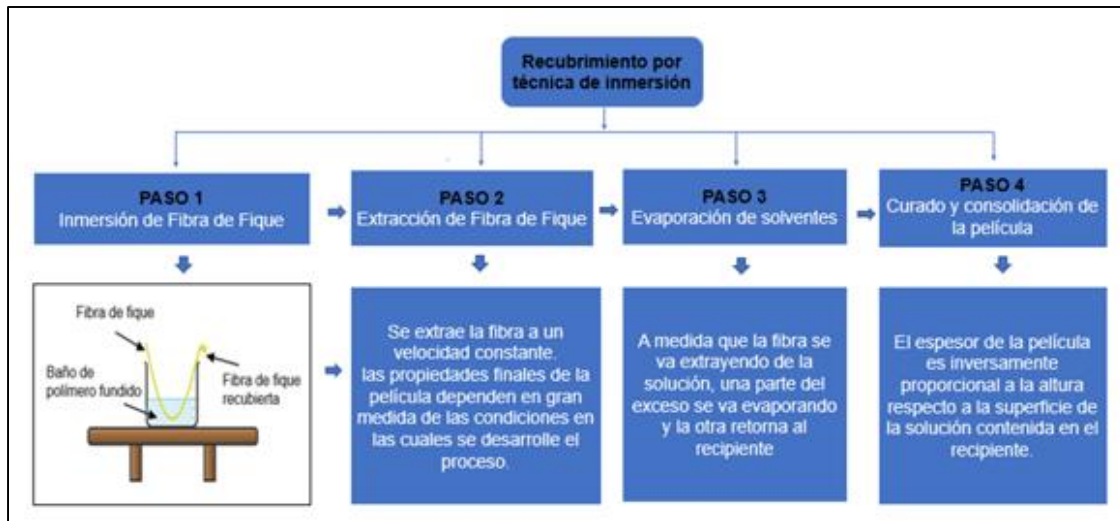 Recubrimiento por
técnica de inmersión
PASO 1
Inmersión de Fibra de Fique
PASO 2
Extracción de Fibra de Fique
PASO 3
Evaporación de solventes
PASO 4
Curado y consolidación de
la película
Fibra de fique
Baño de
polímero fundido
Fibra de fique
recubierta
Se extrae la fibra a un
velocidad constante.
las propiedades finales de la
película dependen en gran
medida de las condiciones en
las cuales se desarrolle el
proceso.
A medida que la fibra se
va extrayendo de la
solución, una parte del
exceso se va evaporando
y la otra retorna al
recipiente
El espesor de la película
es inversamente
proporcional a la altura
respecto a la superficie de
la solución contenida en el
recipiente.